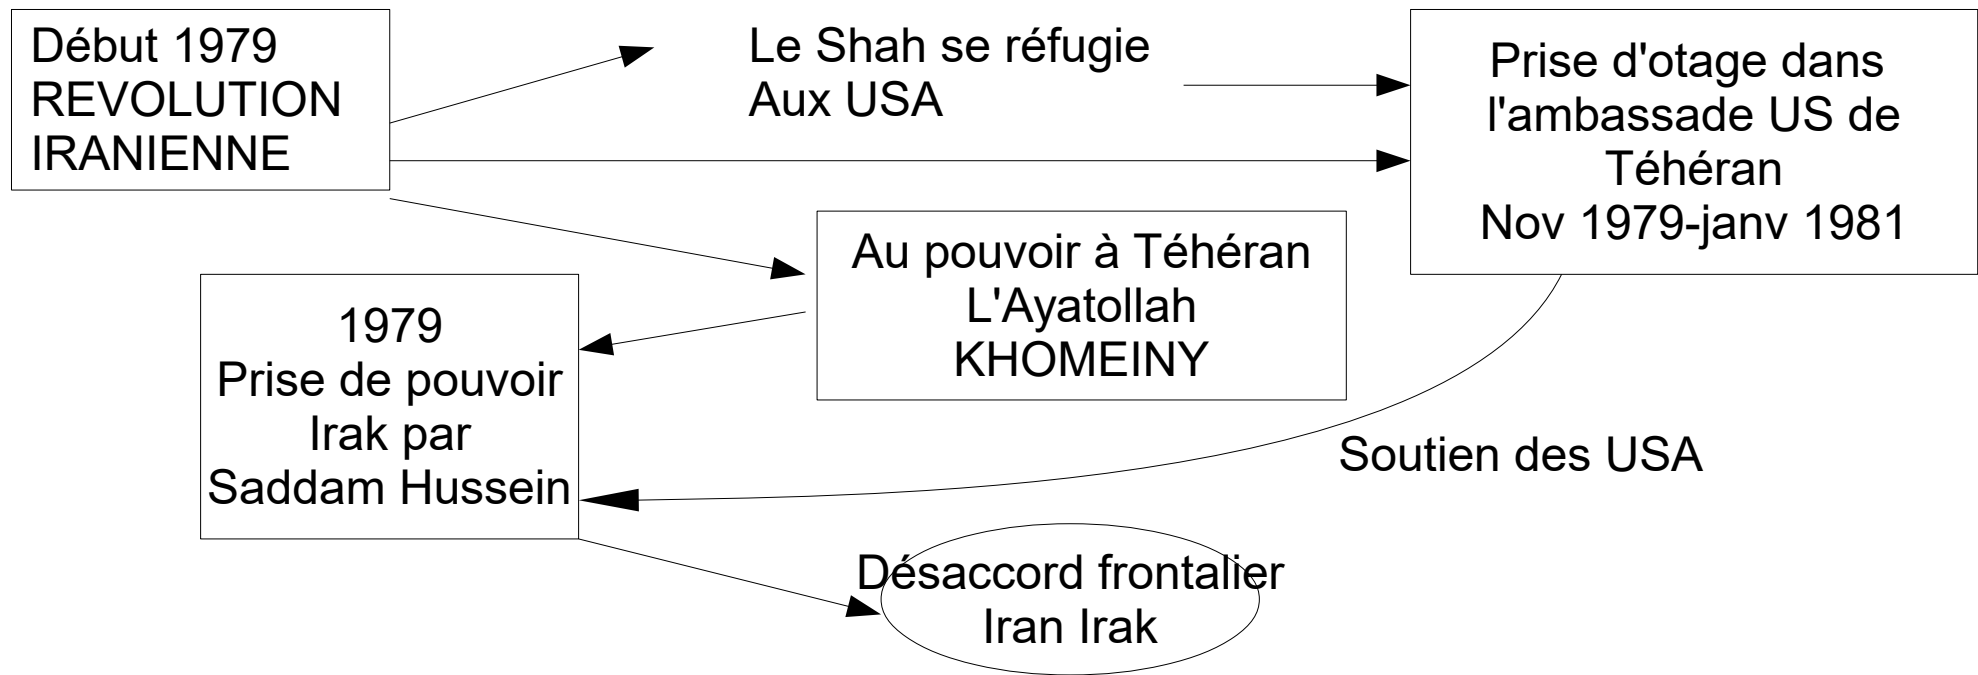 Début 1979
REVOLUTION
IRANIENNE
Le Shah se réfugie
Aux USA
Prise d'otage dans
l'ambassade US de
Téhéran
Nov 1979-janv 1981
Au pouvoir à Téhéran
L'Ayatollah
KHOMEINY
1979
Prise de pouvoir
Irak par
Saddam Hussein
Soutien des USA
Désaccord frontalier
Iran Irak